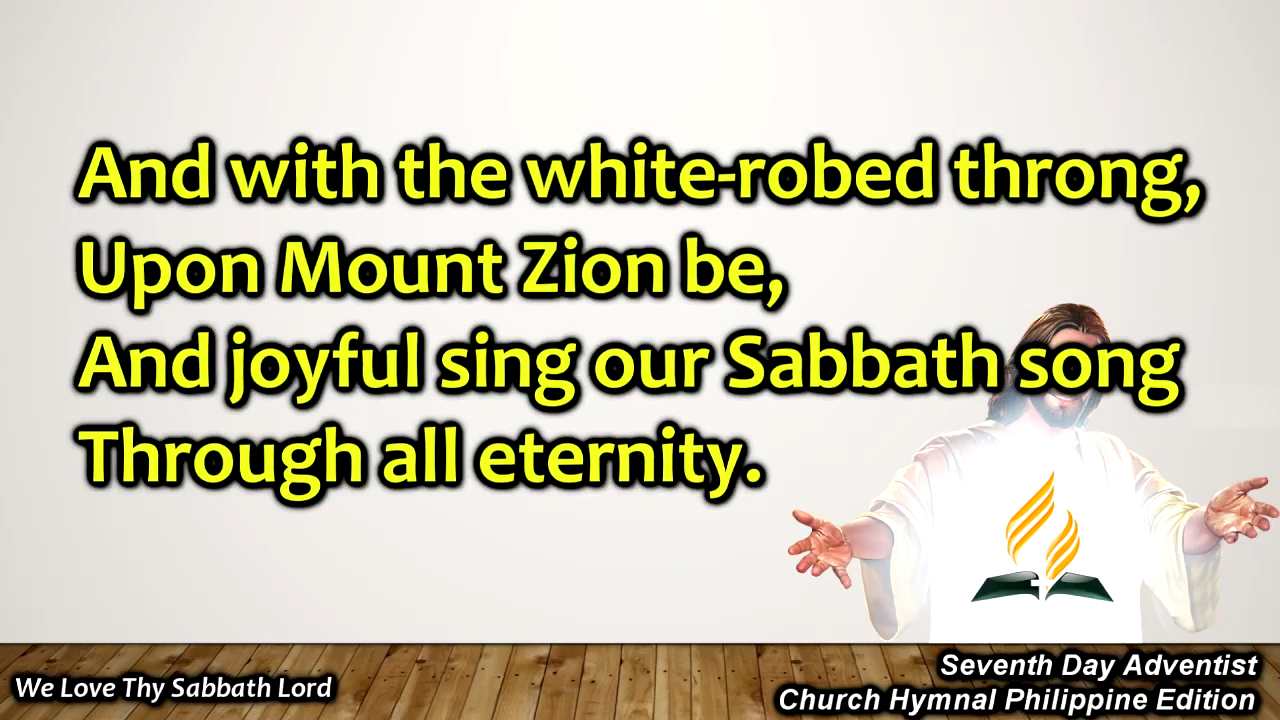 And with the white-robed throng,
Upon Mount Zion be,
And joyful sing our Sabbath song
Through all eternity.
We Love Thy Sabbath Lord
Seventh Day Adventist
Church Hymnal Philippine Edition